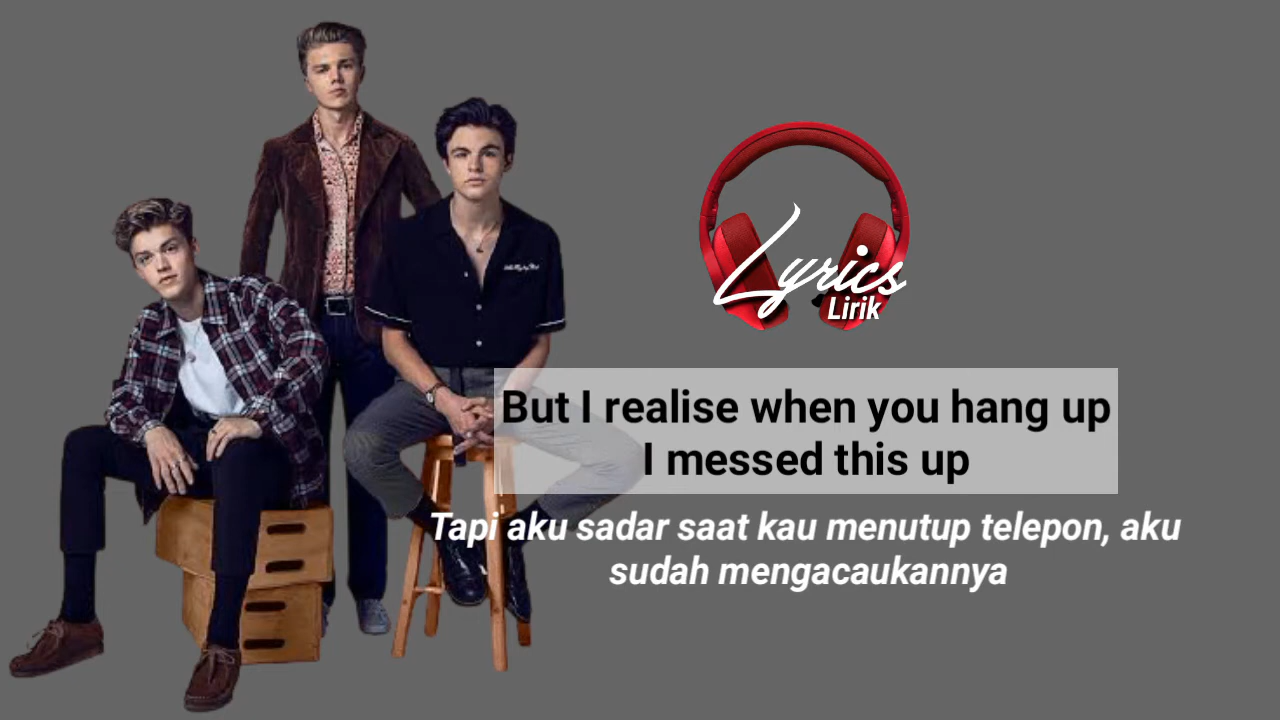 Lyrics
Lirik
But I realise when you hang up
I messed this up
Tapi aku sadar saat kau menutup telepon, aku
sudah mengacaukannya